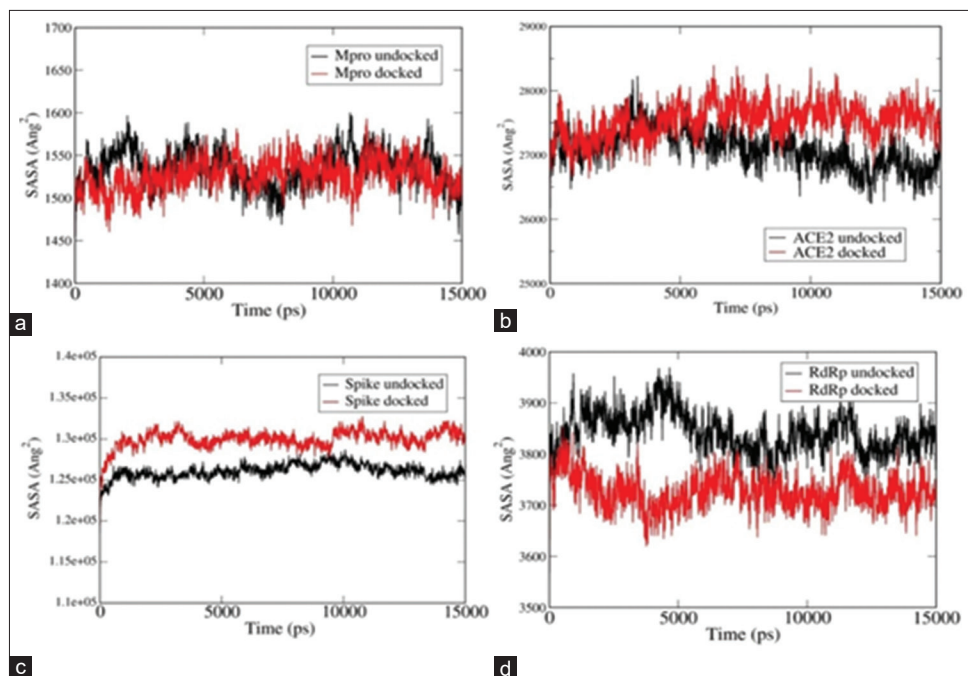 1700
1650
1600
1550
1500
1450
1400
SASA (Ang²)
Mpro undocked
Mpro docked
0 5000 10000 15000
Time (ps)
a
29000
28000
27000
26000
25000
SASA (Ang²)
ACE2 undocked
ACE2 docked
0 5000 10000 15000
Time (ps)
b
1.4e+05
1.35e+05
1.3e+05
1.25e+05
1.2e+05
1.15e+05
1.1e+05
SASA (Ang²)
Spike undocked
Spike docked
0 5000 10000 15000
Time (ps)
c
4000
3900
3800
3700
3600
3500
SASA (Ang²)
RdRp undocked
RdRp docked
0 5000 10000 15000
Time (ps)
d